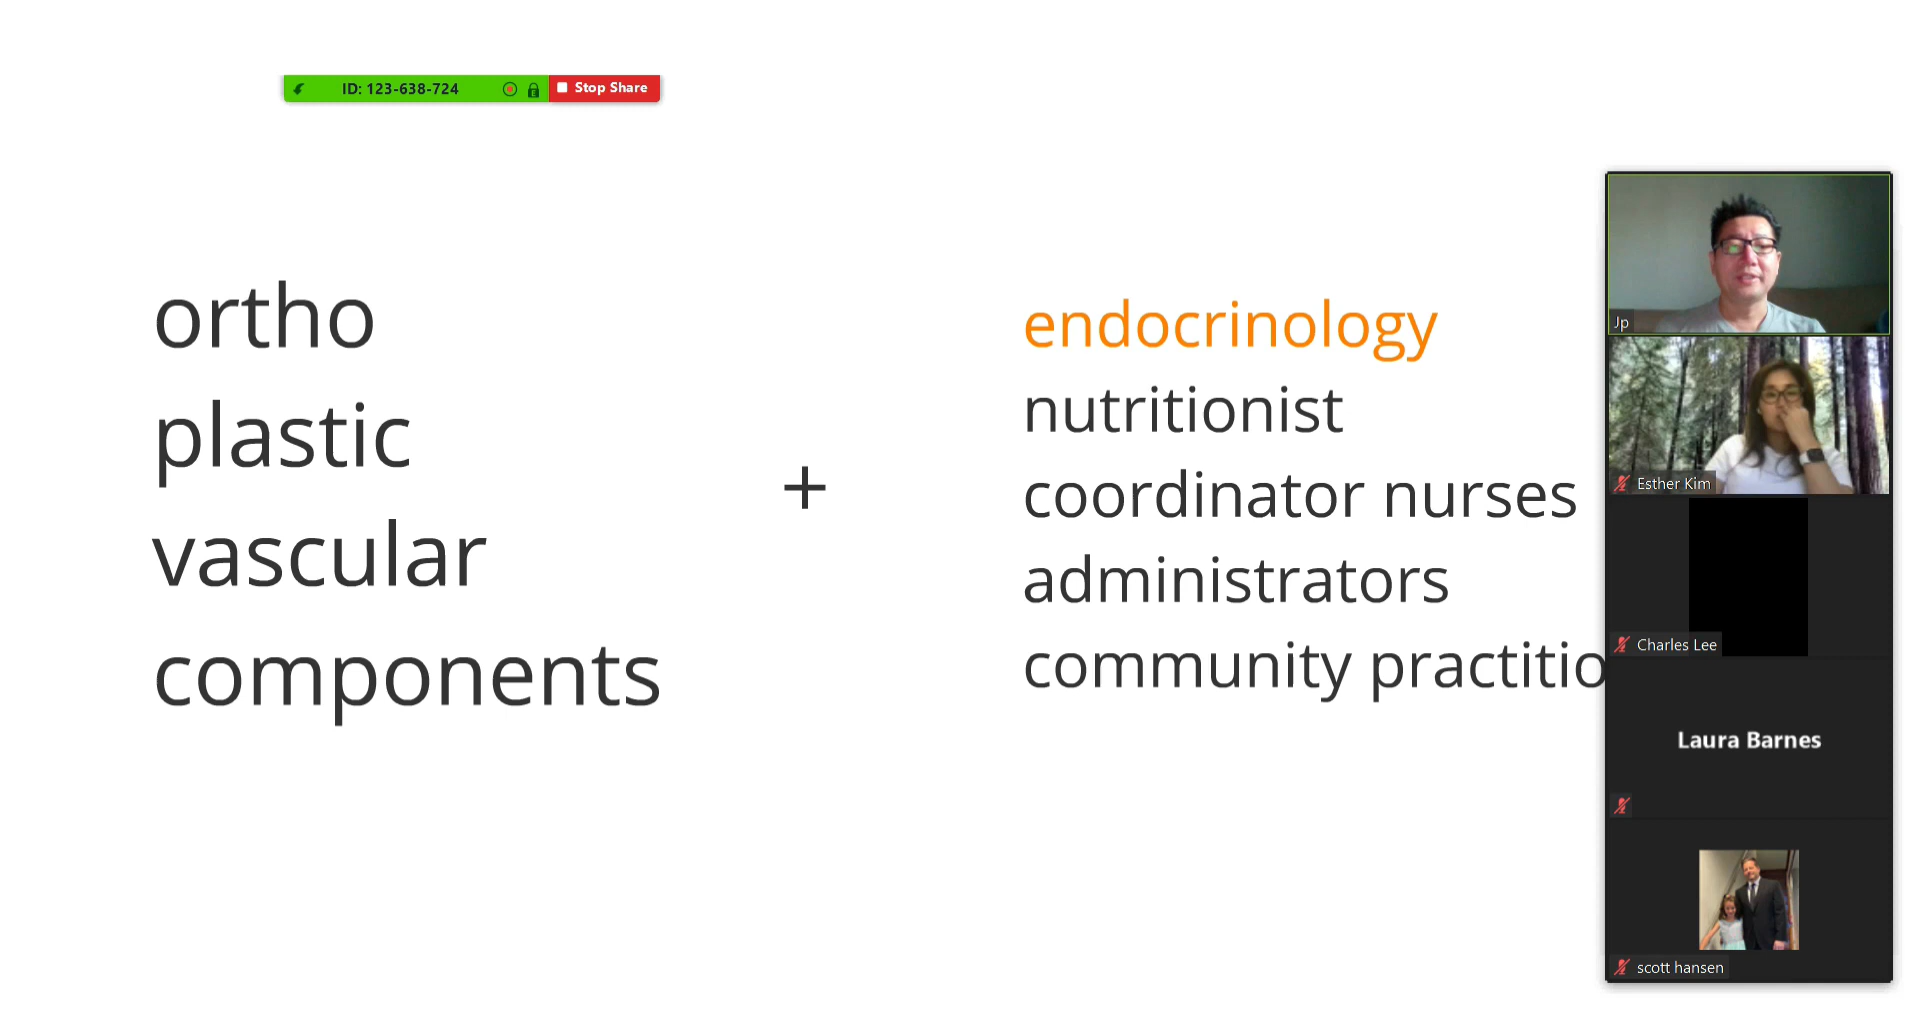 ID: 123-638-724 Stop Share
ortho
plastic
vascular
components
+
endocrinology
nutritionist
coordinator nurses
administrators
community practitio
Jp
Esther Kim
Charles Lee
Laura Barnes
scott hansen